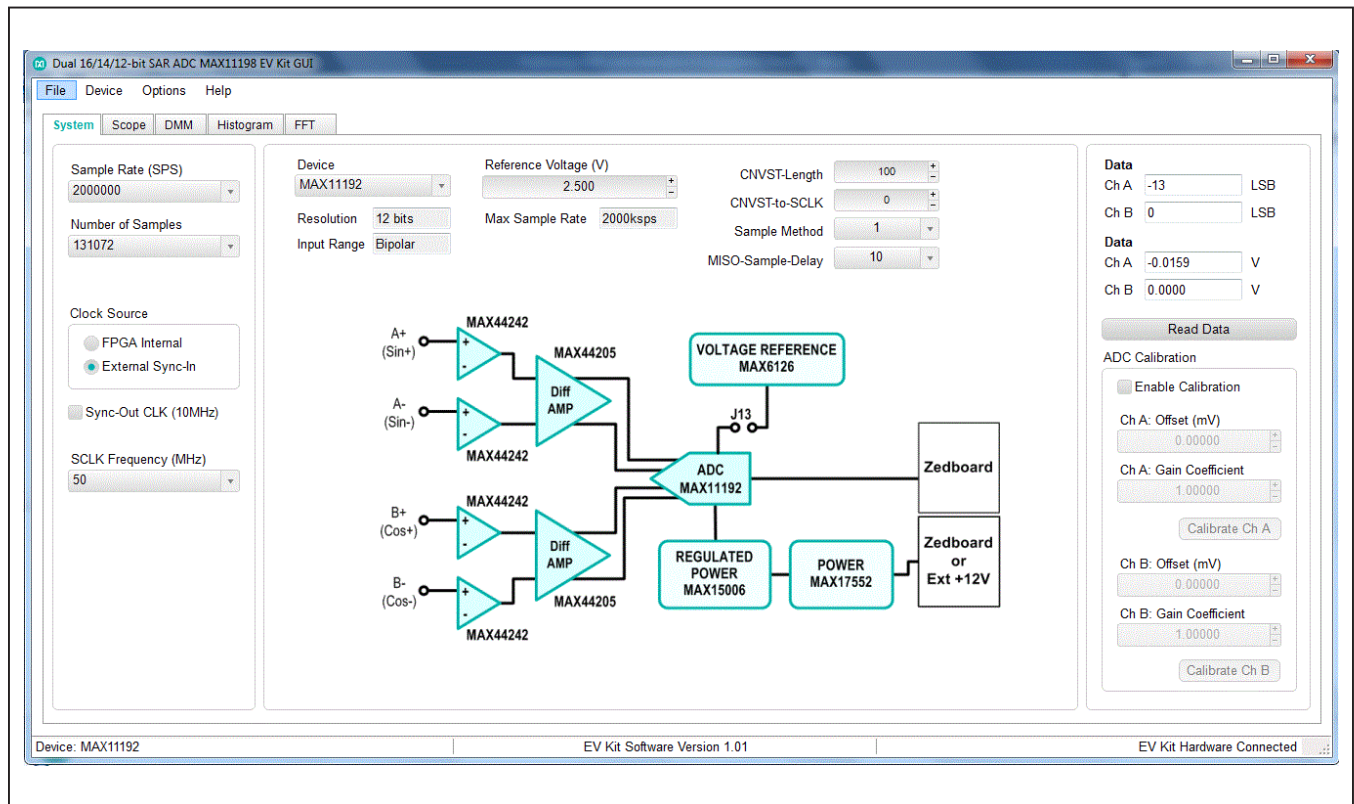 Dual 16/14/12-bit SAR ADC MAX11198 EV Kit GUI
File Device Options Help
System Scope DMM Histogram FFT
Sample Rate (SPS)
2000000
Number of Samples
131072
Clock Source
FPGA Internal
External Sync-In
Sync-Out CLK (10MHz)
SCLK Frequency (MHz)
50
Device
MAX11192
Resolution 12 bits
Input Range Bipolar
Reference Voltage (V)
2.500
Max Sample Rate 2000ksps
CNVST-Length 100
CNVST-to-SCLK 0
Sample Method 1
MISO-Sample-Delay 10
A+
(Sin+)
MAX44242
+
-
A-
(Sin-)
+
-
MAX44242
MAX44205
Diff
AMP
B+
(Cos+)
MAX44242
+
-
B-
(Cos-)
+
-
MAX44242
Diff
AMP
MAX44205
VOLTAGE REFERENCE
MAX6126
J13
ADC
MAX11192
REGULATED
POWER
MAX15006
POWER
MAX17552
Zedboard
Zedboard
or
Ext +12V
Data
Ch A -13 LSB
Ch B 0 LSB
Data
Ch A -0.0159 V
Ch B 0.0000 V
Read Data
ADC Calibration
Enable Calibration
Ch A: Offset (mV)
0.00000
Ch A: Gain Coefficient
1.00000
Calibrate Ch A
Ch B: Offset (mV)
0.00000
Ch B: Gain Coefficient
1.00000
Calibrate Ch B
Device: MAX11192
EV Kit Software Version 1.01
EV Kit Hardware Connected